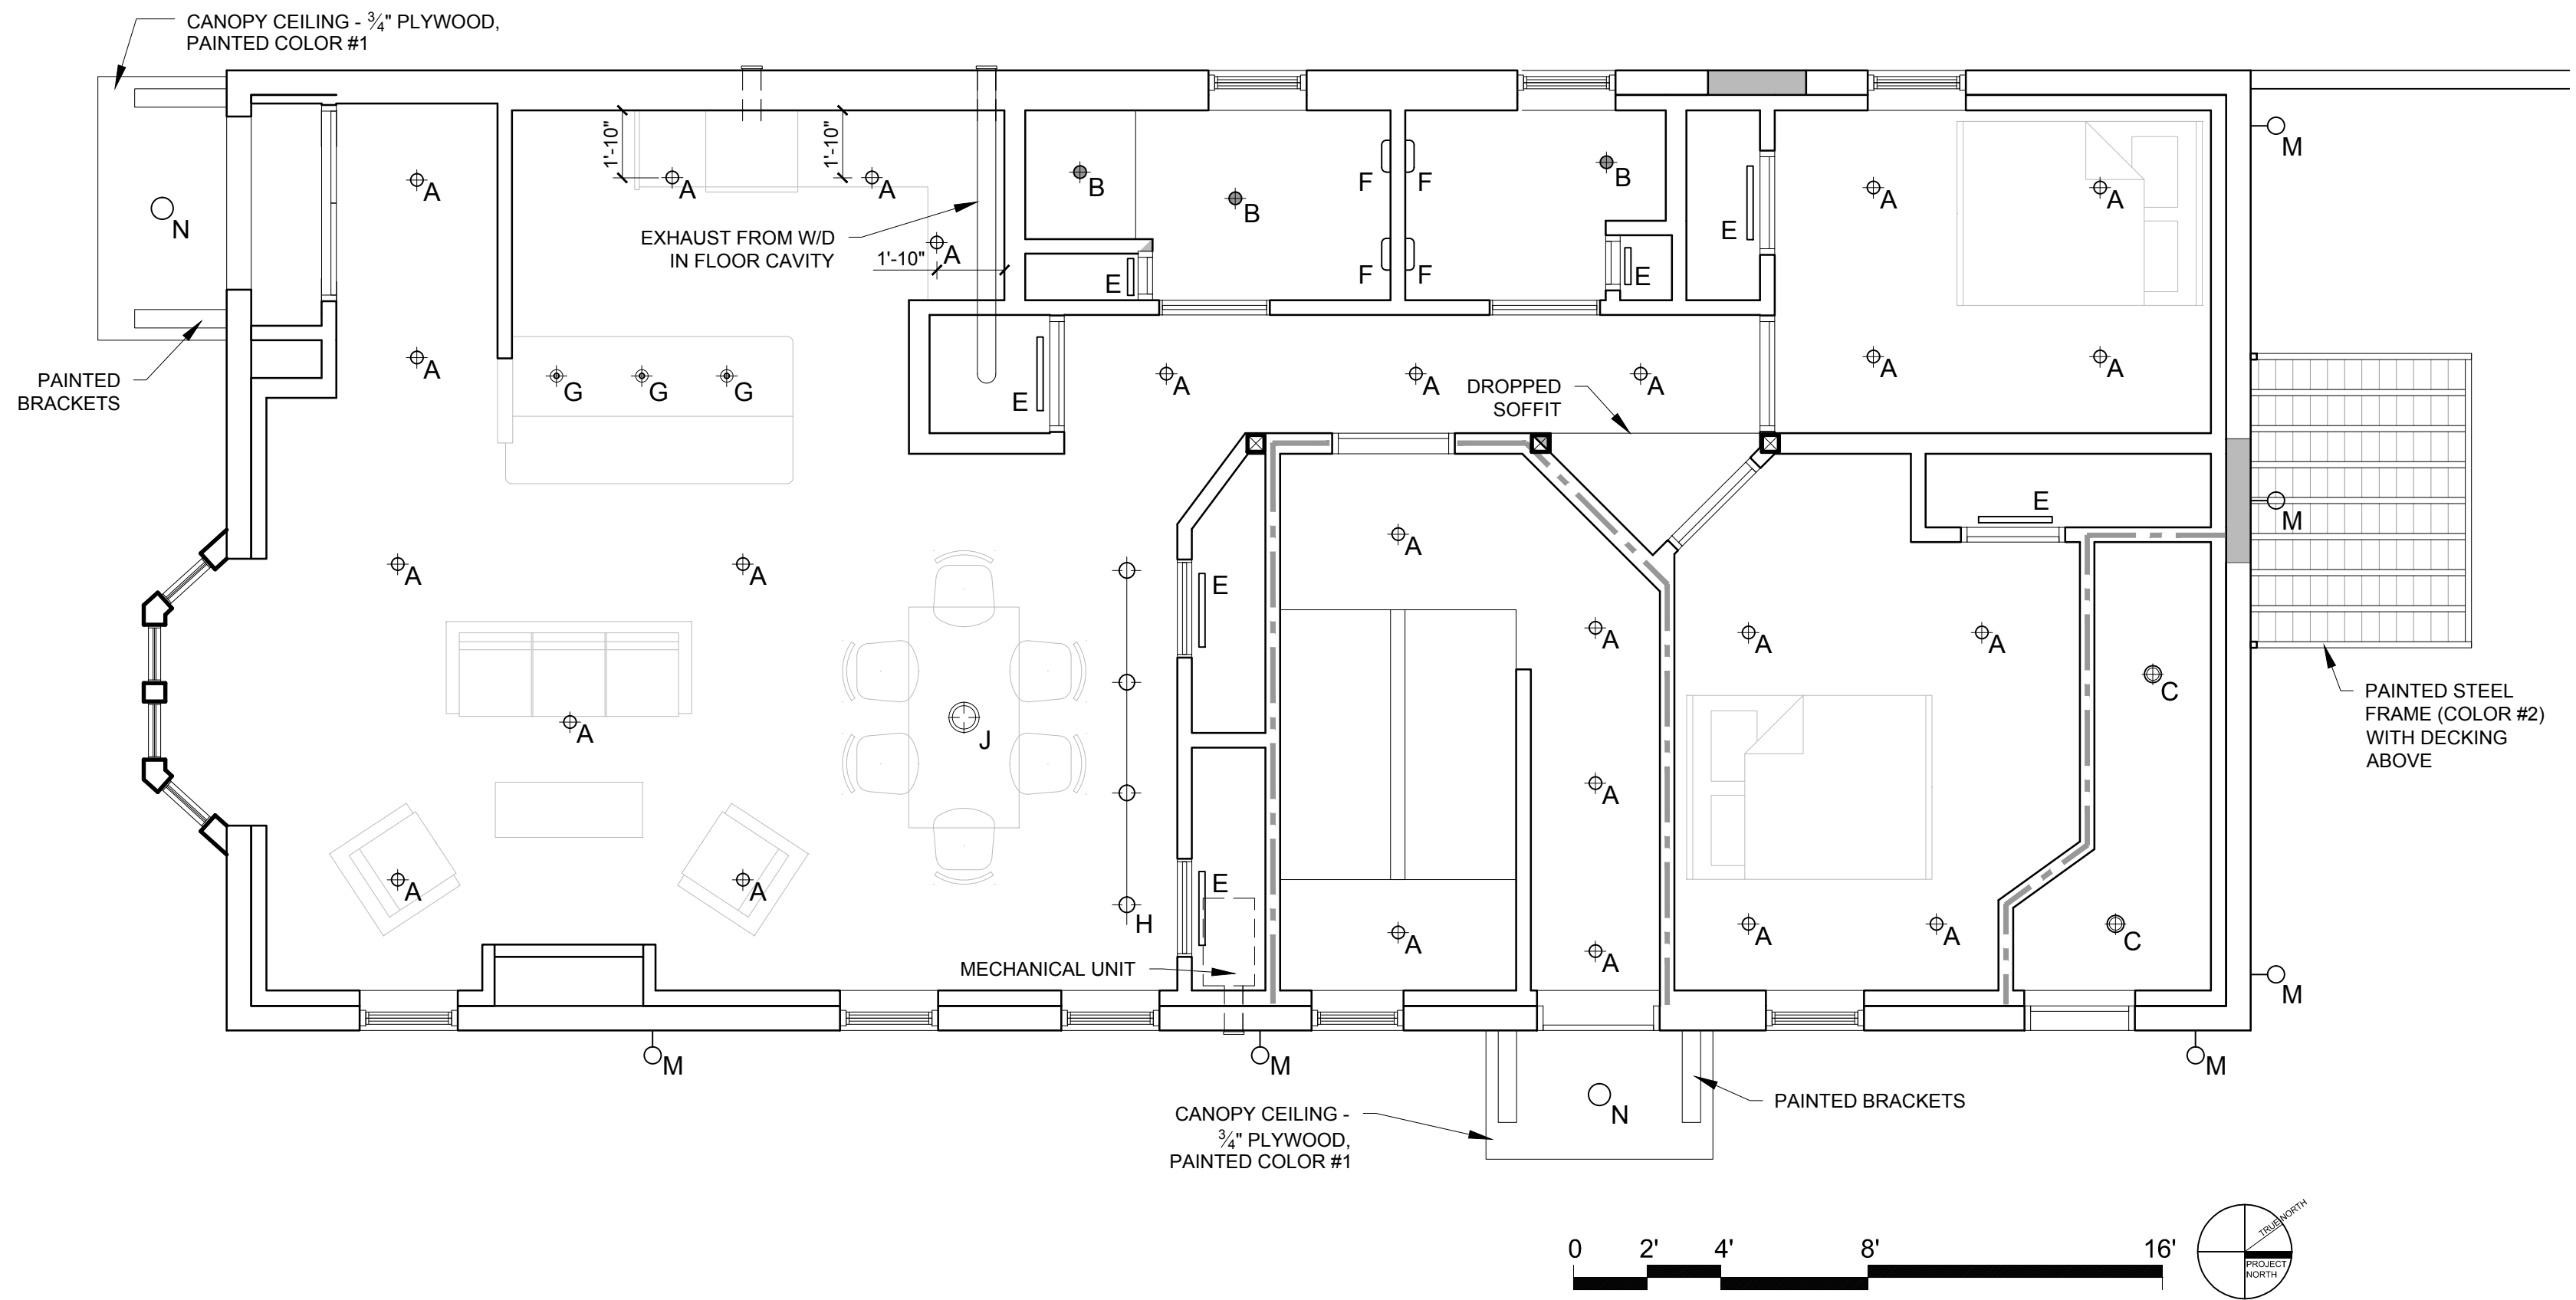 CANOPY CEILING - ¾" PLYWOOD,
PAINTED COLOR #1
N
PAINTED
BRACKETS
A
A
1'-10"
A
1'-10"
A
EXHAUST FROM W/D
IN FLOOR CAVITY
1'-10"
A
G
G
G
E
B
B
E
F
F
F
F
B
E
E
A
A
A
A
A
A
A
DROPPED
SOFFIT
M
M
M
E
A
A
A
A
A
J
H
E
E
MECHANICAL UNIT
A
A
A
A
A
A
A
A
A
C
C
PAINTED STEEL
FRAME (COLOR #2)
WITH DECKING
ABOVE
M
M
M
N
CANOPY CEILING -
¾" PLYWOOD,
PAINTED COLOR #1
PAINTED BRACKETS
0 2' 4' 8' 16'
TRUE NORTH
PROJECT
NORTH